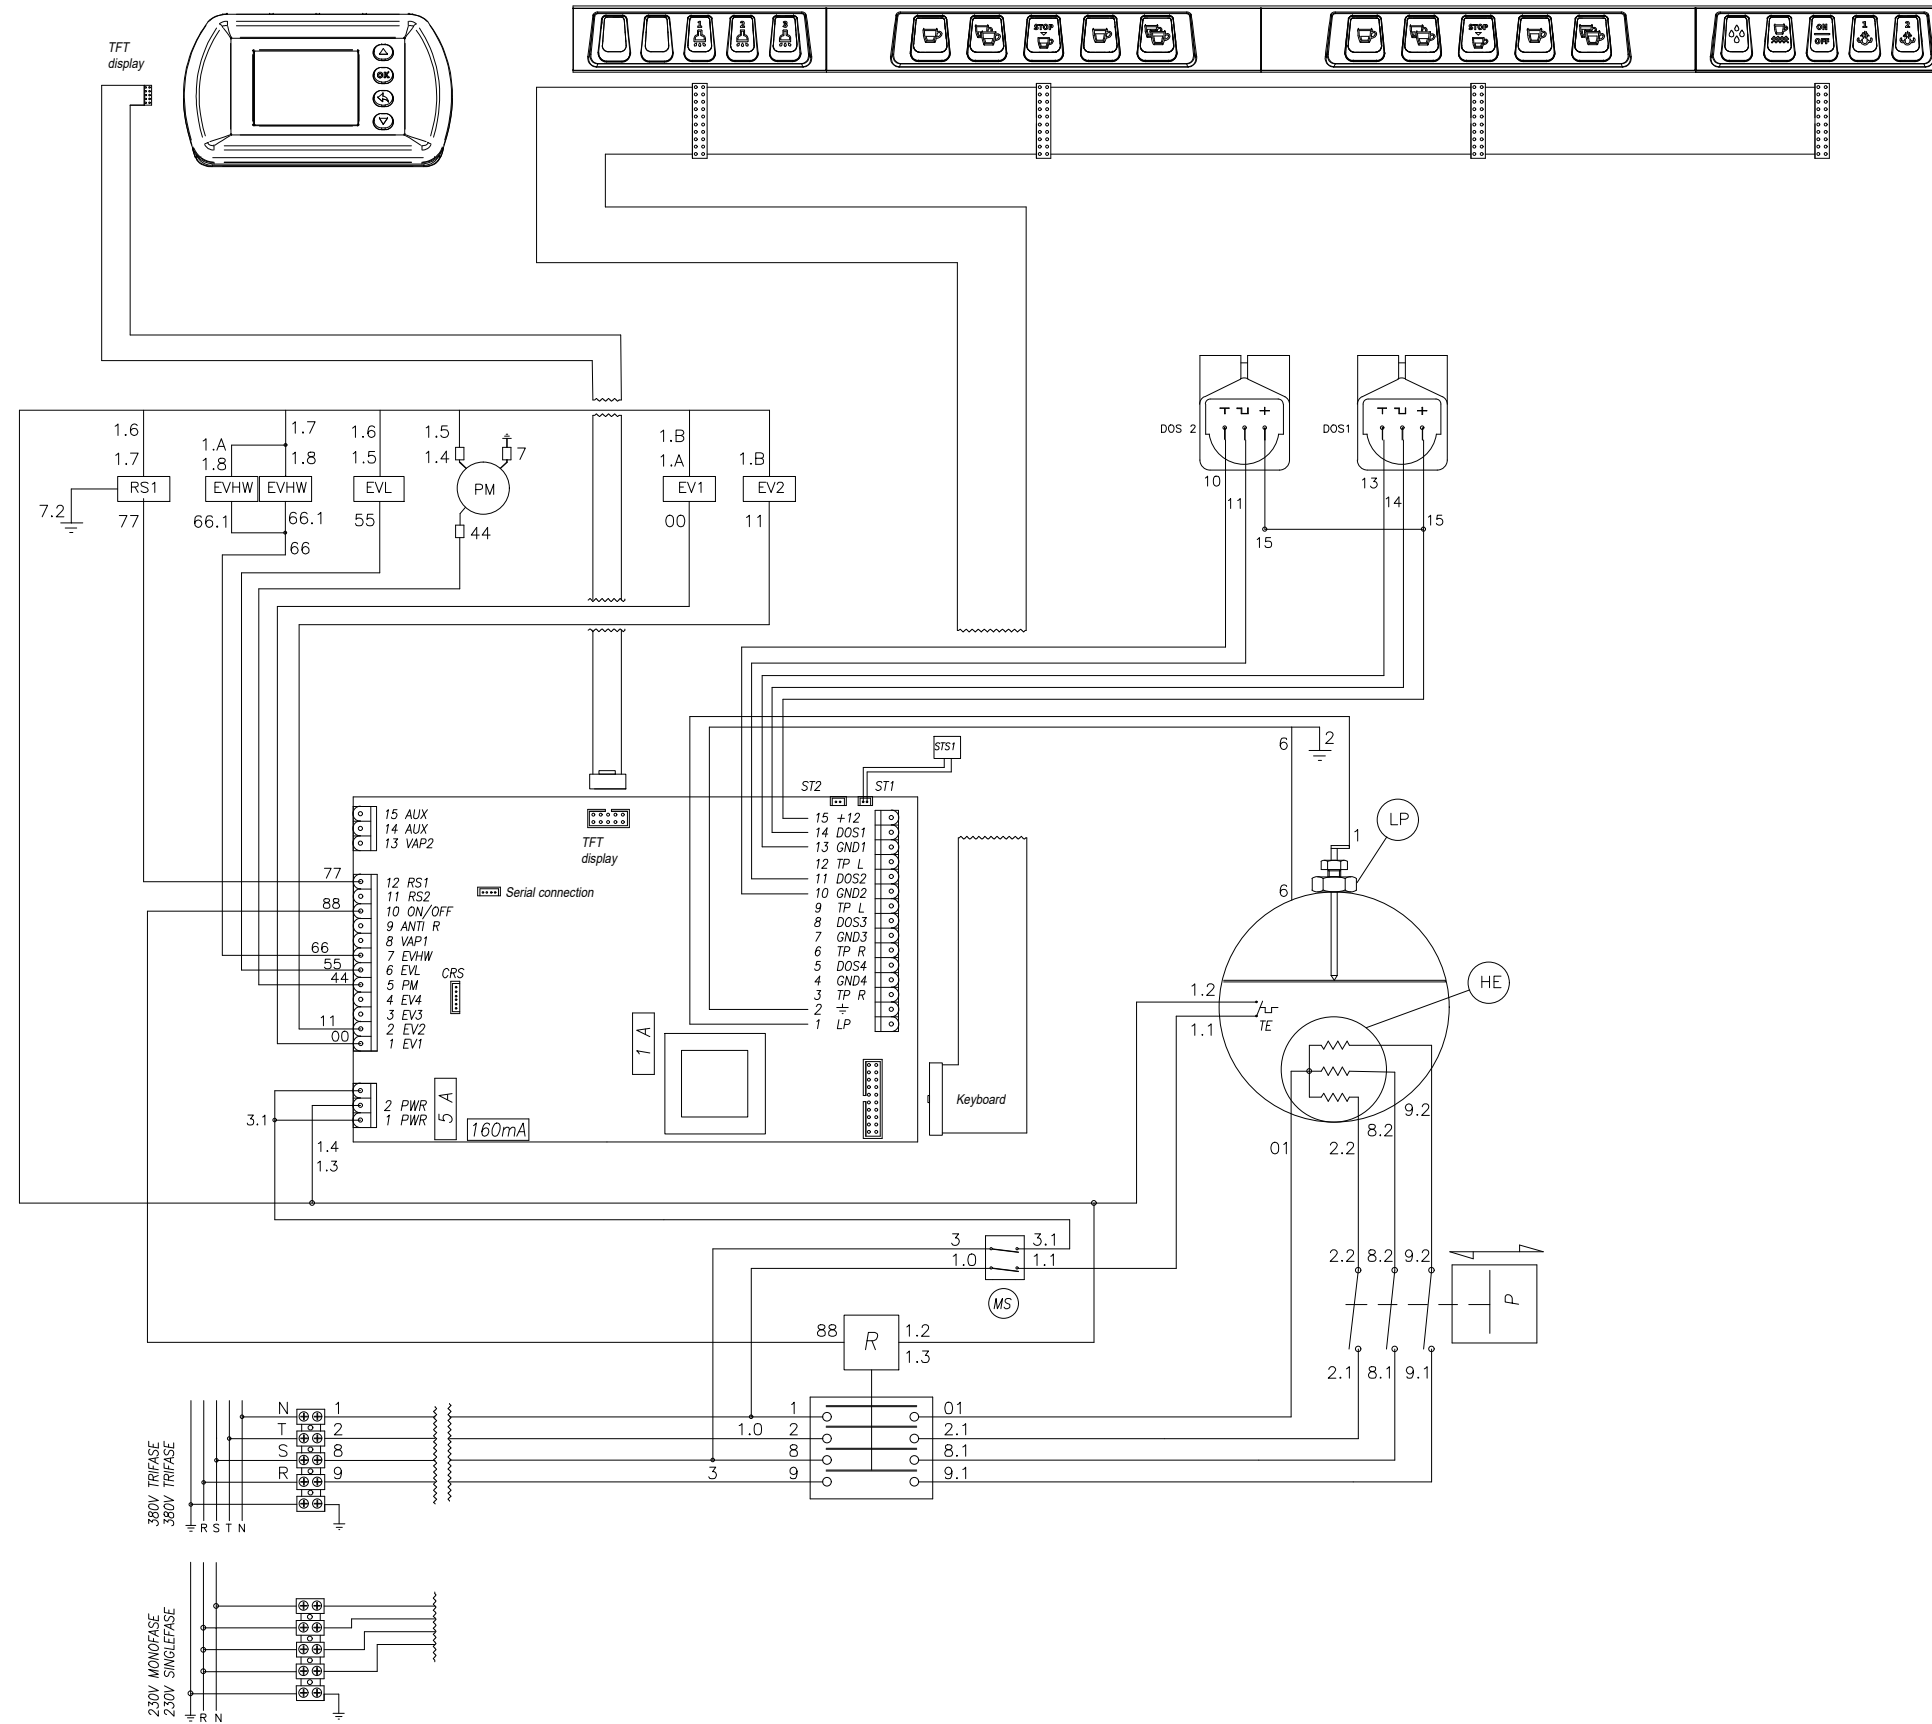 TFT
display
OK
1
2
3
STOP
STOP
ON
OFF
1
2
1.6
1.7
RS1
7.2
77
1.A
1.8
1.7
1.8
EVHW
EVHW
66.1
66.1
66
1.6
1.5
EVL
55
1.5
1.4
7
PM
44
1.B
1.A
EV1
00
1.B
EV2
11
DOS 2
10
11
15
DOS1
13
14
15
6
2
STS1
ST2
ST1
1
LP
15 AUX
14 AUX
13 VAP2
TFT
display
77
12 RS1
11 RS2
88
10 ON/OFF
9 ANTI R
8 VAP1
66
7 EVHW
55
6 EVL
44
5 PM
4 EV4
3 EV3
11
2 EV2
00
1 EV1
Serial connection
CRS
15 +12
14 DOS1
13 GND1
12 TP L
11 DOS2
10 GND2
9 TP L
8 DOS3
7 GND3
6 TP R
5 DOS4
4 GND4
3 TP R
2
1 LP
6
HE
1.2
1.1
TE
1 A
2 PWR
1 PWR
5 A
160mA
3.1
1.4
1.3
Keyboard
9.2
8.2
2.2
01
3
3.1
1.0
1.1
MS
2.2
8.2
9.2
P
88
R
1.2
1.3
2.1
8.1
9.1
380V TRIFASE
380V TRIFASE
N
1
T
2
S
8
R
9
R S T N
1
1.0
2
8
3
9
01
2.1
8.1
9.1
230V MONOFASE
230V SINGLEFASE
R N